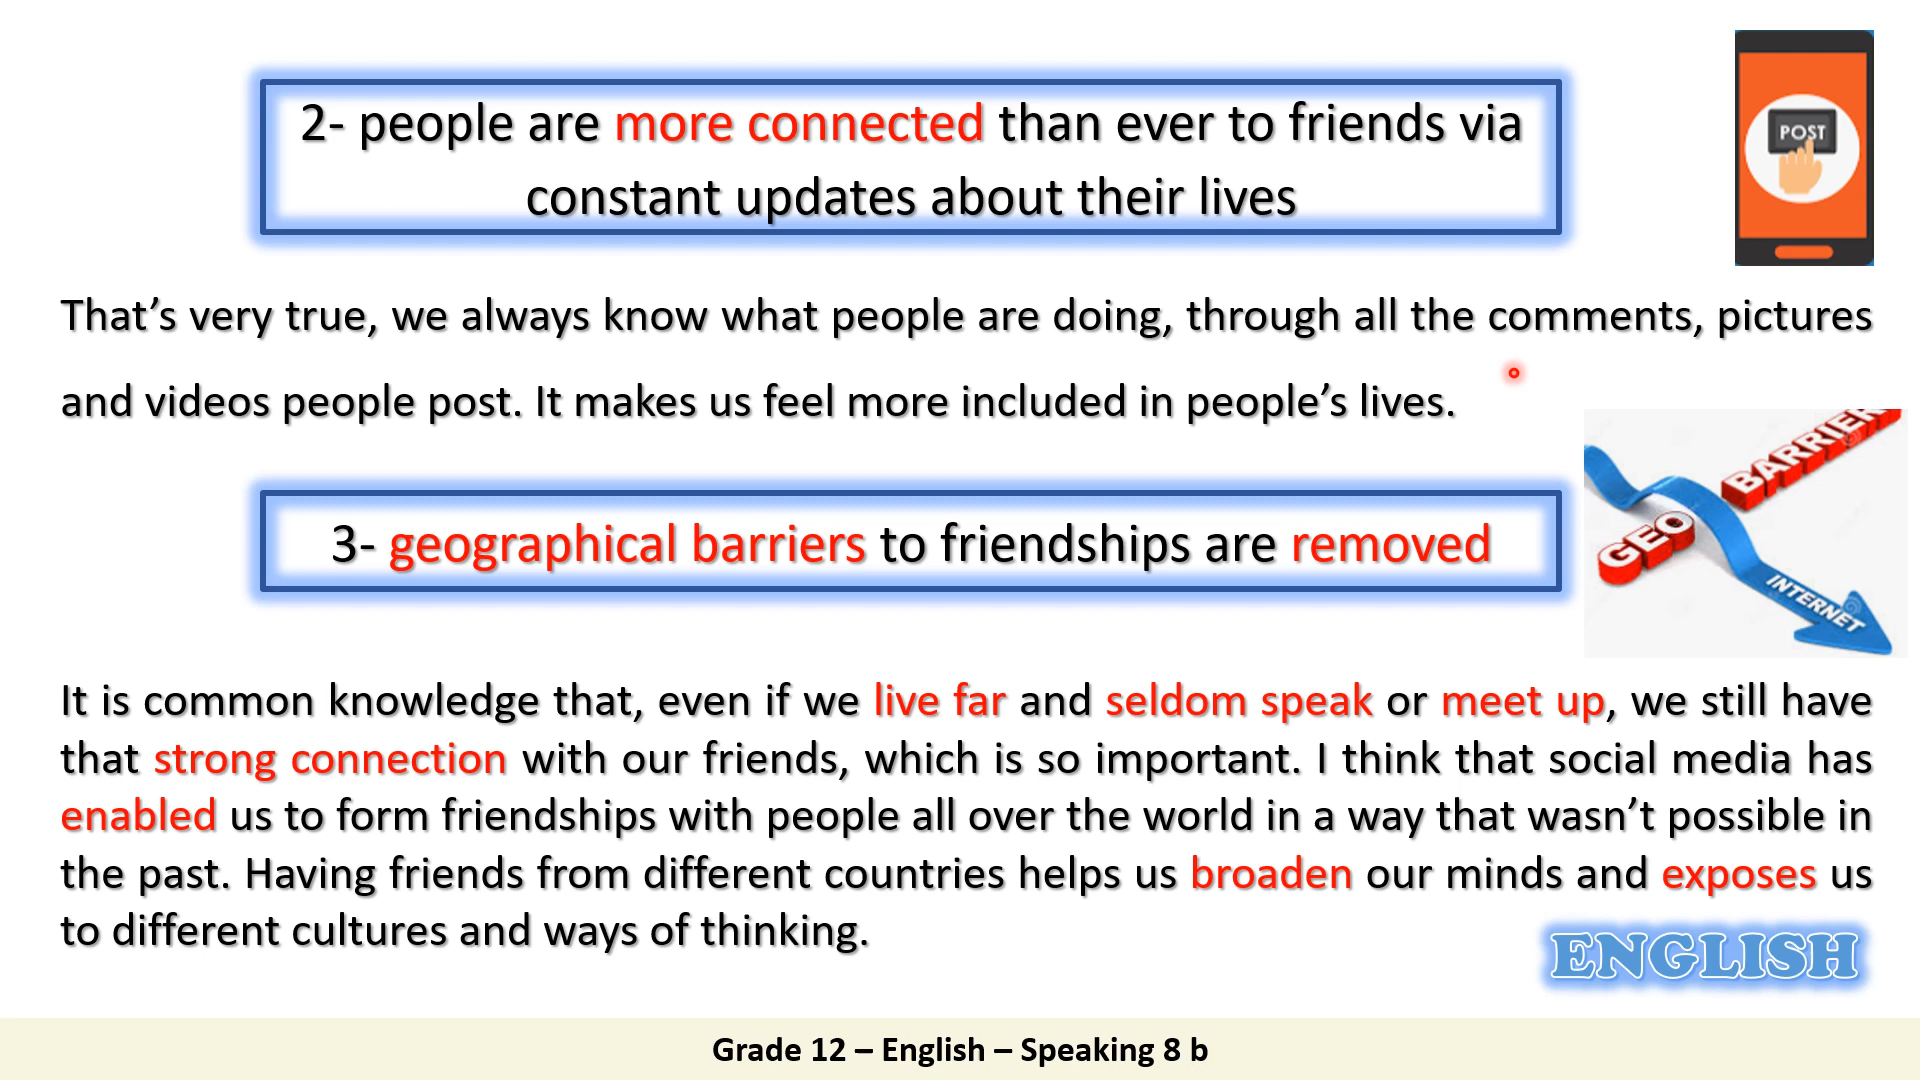 2- people are more connected than ever to friends via
constant updates about their lives
POST
That’s very true, we always know what people are doing, through all the comments, pictures
and videos people post. It makes us feel more included in people’s lives.
GEO BARRIER
INTERNET
3- geographical barriers to friendships are removed
It is common knowledge that, even if we live far and seldom speak or meet up, we still have
that strong connection with our friends, which is so important. I think that social media has
enabled us to form friendships with people all over the world in a way that wasn’t possible in
the past. Having friends from different countries helps us broaden our minds and exposes us
to different cultures and ways of thinking.
ENGLISH
Grade 12 – English – Speaking 8 b